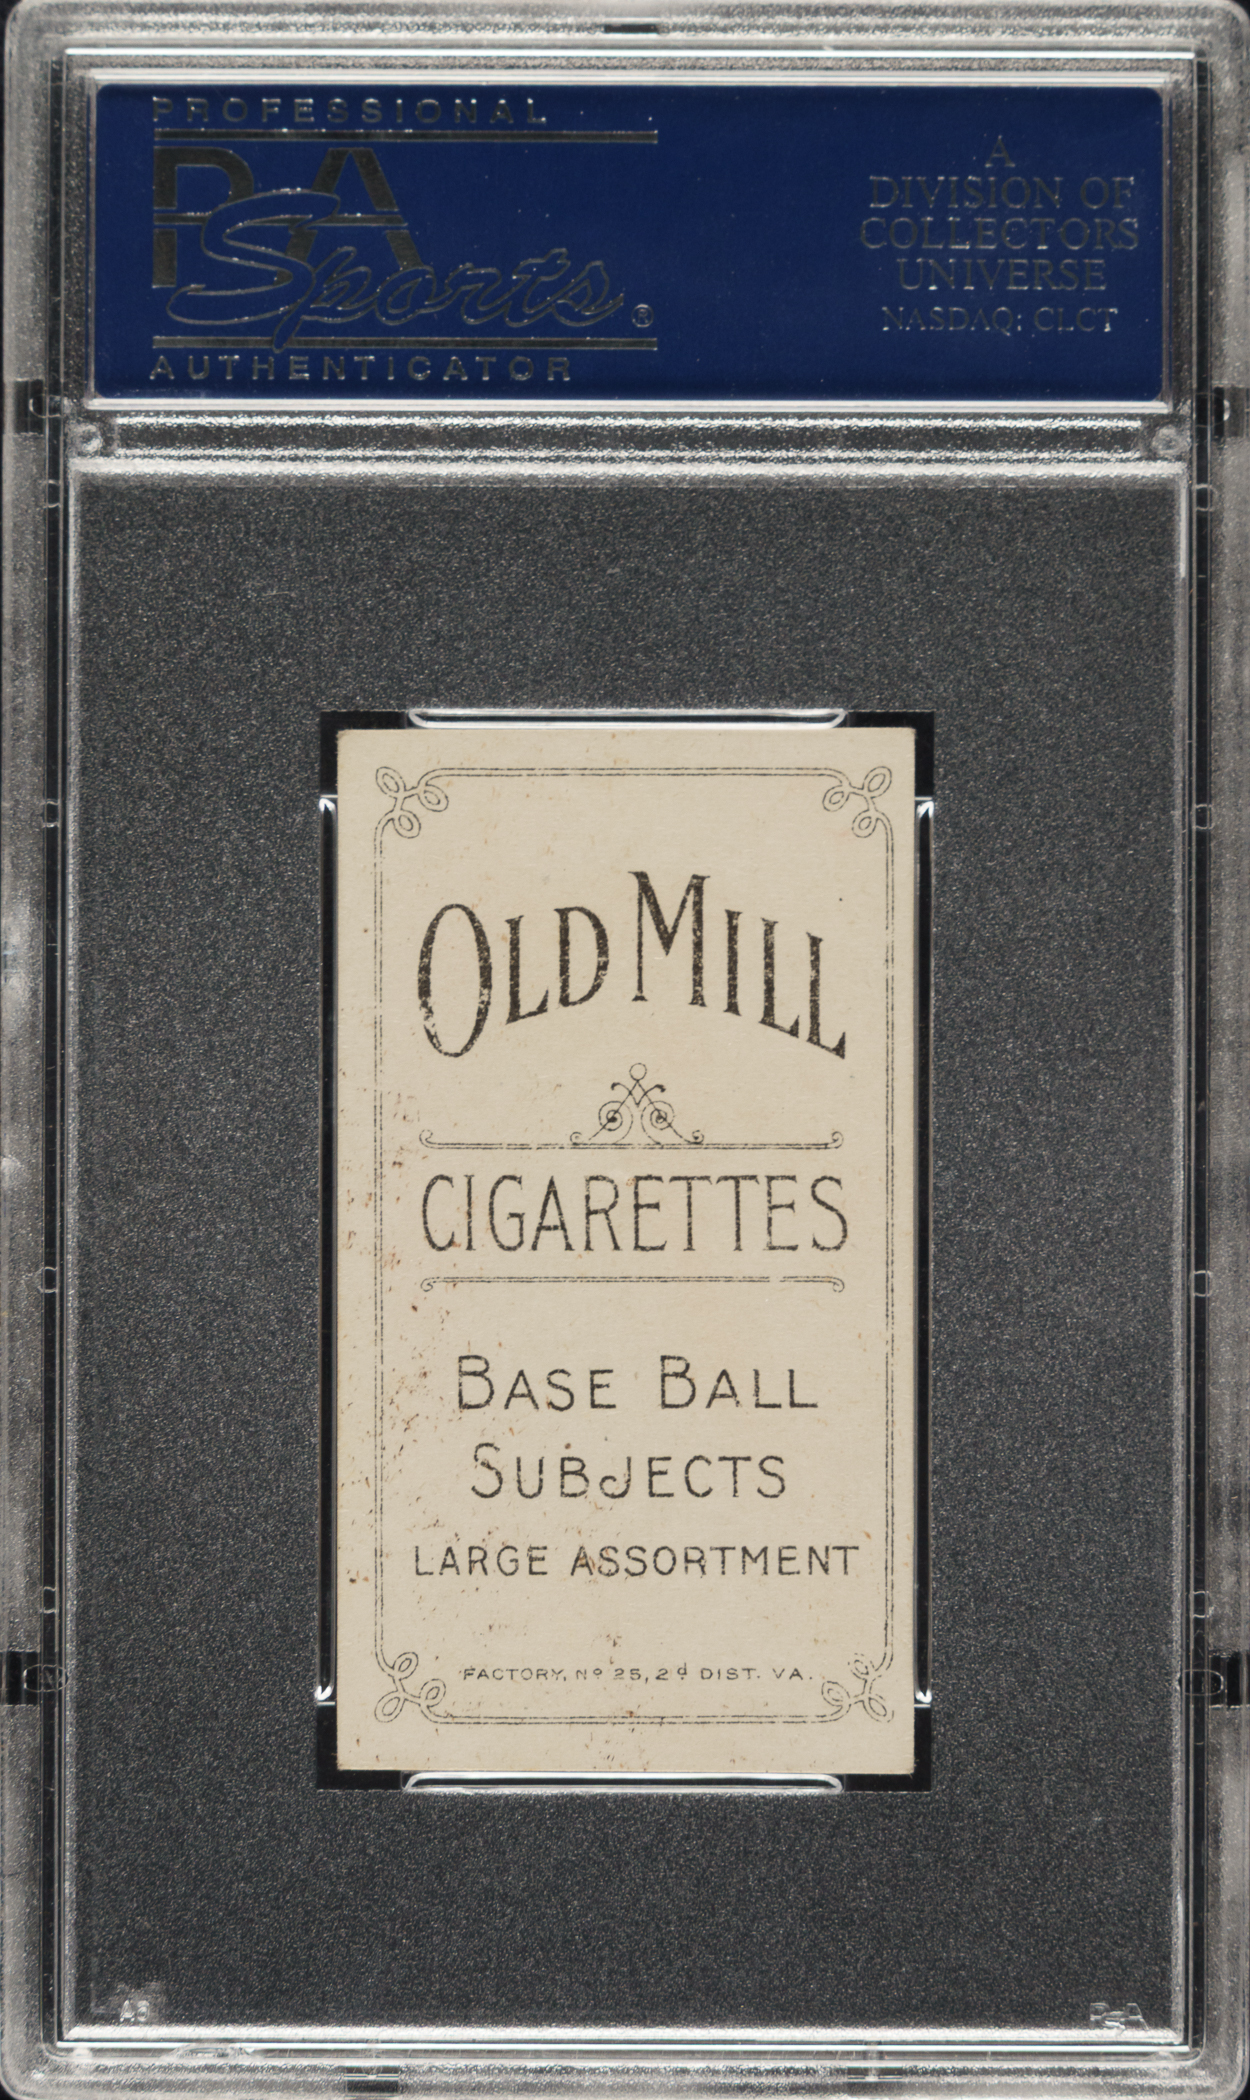 PROFESSIONAL
PSA
Sports®
AUTHENTICATOR
A
DIVISION OF
COLLECTORS
UNIVERSE
NASDAQ: CLCT
OLD MILL
CIGARETTES
BASE BALL
SUBJECTS
LARGE ASSORTMENT
FACTORY, Nº 25, 2d DIST. VA.
PSA